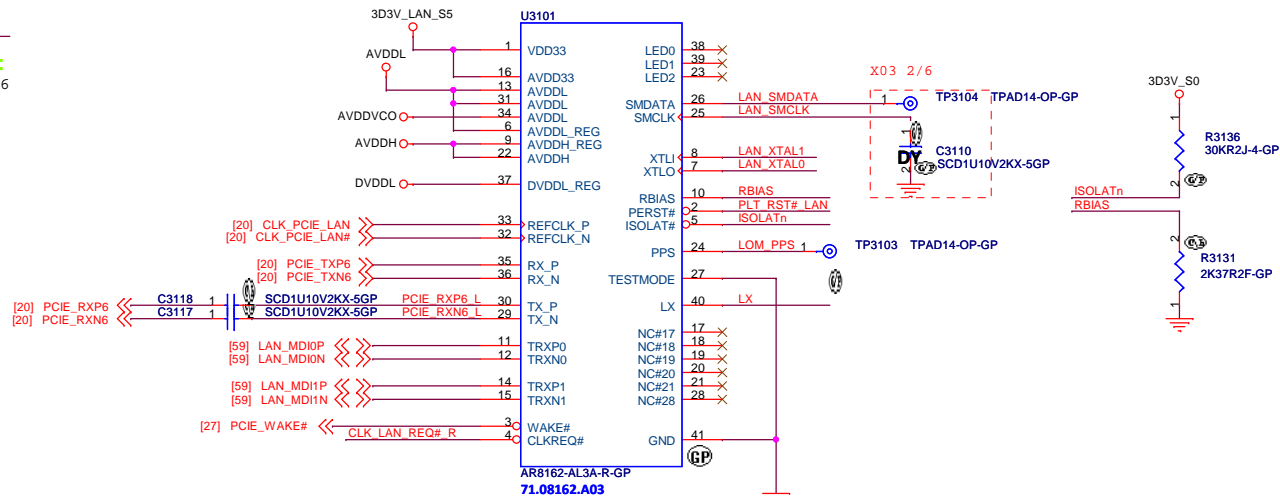 3D3V_LAN_S5
U3101
AVDDL
AVDDVCO
AVDDH
DVDDL
1 VDD33
16 AVDD33
13 AVDDL
31 AVDDL
34 AVDDL
6 AVDDL_REG
9 AVDDH_REG
22 AVDDH
37 DVDDL_REG
[20] CLK_PCIE_LAN 33 REFCLK_P
[20] CLK_PCIE_LAN# 32 REFCLK_N
[20] PCIE_TXP6 35 RX_P
[20] PCIE_TXN6 36 RX_N
[20] PCIE_RXP6 C3118 1 SCD1U10V2KX-5GP PCIE_RXP6_L 30 TX_P
[20] PCIE_RXN6 C3117 1 SCD1U10V2KX-5GP PCIE_RXN6_L 29 TX_N
[59] LAN_MDI0P 11 TRXP0
[59] LAN_MDI0N 12 TRXN0
[59] LAN_MDI1P 14 TRXP1
[59] LAN_MDI1N 15 TRXN1
[27] PCIE_WAKE# 3 WAKE#
CLK_LAN_REQ#_R 4 CLKREQ#
LED0 38
LED1 39
LED2 23
SMDATA 26 LAN_SMDATA 1 TP3104 TPAD14-OP-GP
SMCLK 25 LAN_SMCLK
XTLI 8 LAN_XTAL1
XTLO 7 LAN_XTAL0
RBIAS 10 RBIAS
PERST# 2 PLT_RST#_LAN
ISOLAT# 5 ISOLATn
PPS 24 LOM_PPS 1 TP3103 TPAD14-OP-GP
TESTMODE 27
LX 40 LX
NC#17 17
NC#18 18
NC#19 19
NC#20 20
NC#21 21
NC#28 28
GND 41
GP
AR8162-AL3A-R-GP
71.08162.A03
X03 2/6
1
DY C3110
2 SCD1U10V2KX-5GP
3D3V_S0
1
R3136
30KR2J-4-GP
2
ISOLATn
RBIAS
2
R3131
2K37R2F-GP
1
6